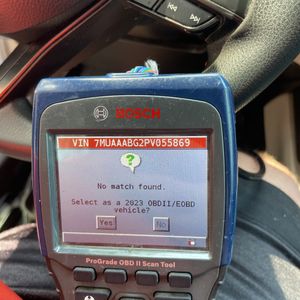 BOSCH
VIN 7MUAAABG2PV055869
No match found.
Select as a 2023 OBDII/EOBD
vehicle?
Yes No
ProGrade OBD II Scan Tool